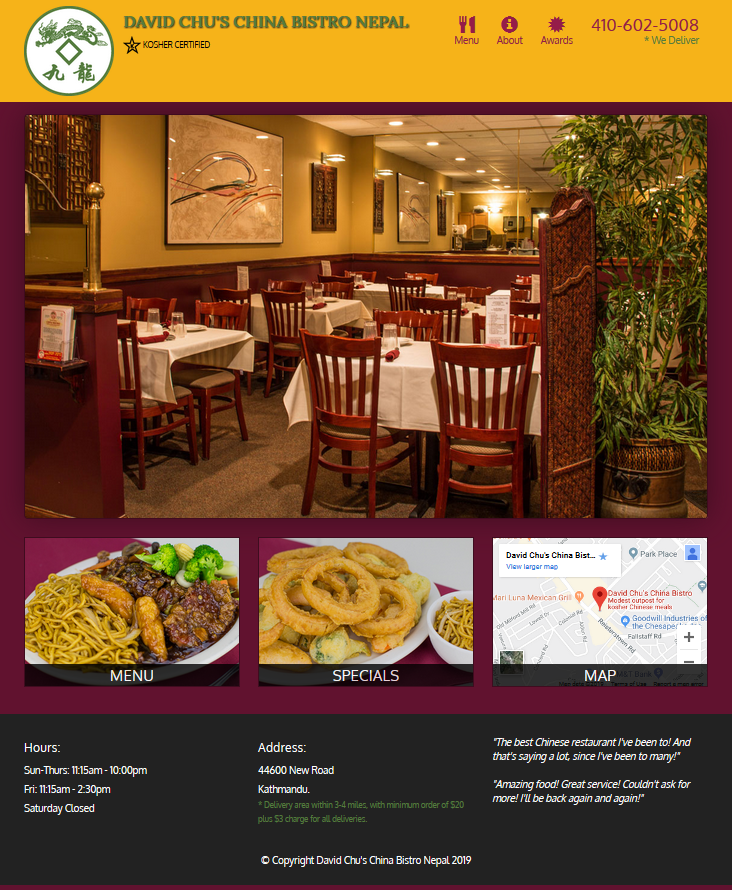 DAVID CHU'S CHINA BISTRO NEPAL
KOSHER CERTIFIED
九 龍
Menu
About
Awards
410-602-5008
* We Deliver
MENU
SPECIALS
David Chu's China Bist...
View larger map
Park Place
Mari Luna Mexican Grill
David Chu's China Bistro
Modest outpost for
kosher Chinese meals
Goodwill Industries of
the Chesape
Old Milford Mill Rd
Reisterstown Rd
Fallstaff Rd
M&T Bank
+
−
MAP
Hours:
Sun-Thurs: 11:15am - 10:00pm
Fri: 11:15am - 2:30pm
Saturday Closed
Address:
44600 New Road
Kathmandu.
* Delivery area within 3-4 miles, with minimum order of $20
plus $3 charge for all deliveries.
"The best Chinese restaurant I've been to! And
that's saying a lot, since I've been to many!"
"Amazing food! Great service! Couldn't ask for
more! I'll be back again and again!"
© Copyright David Chu's China Bistro Nepal 2019